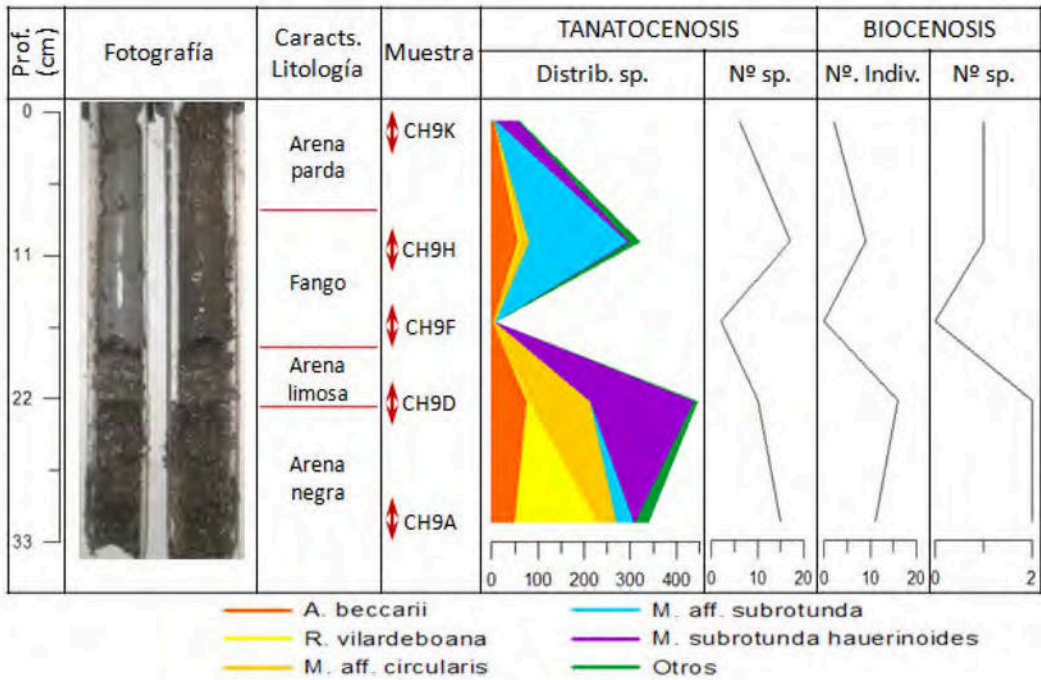 Prof. (cm)
Fotografía
Caracts.
Litología
Muestra
TANATOCENOSIS
BIOCENOSIS
Distrib. sp.
Nº sp.
Nº. Indiv.
Nº sp.
0
11
22
33
Arena
parda
Fango
Arena
limosa
Arena
negra
CH9K
CH9H
CH9F
CH9D
CH9A
0 100 200 300 400
0 10 20
0 10 20
0 2
A. beccarii
R. vilardeboana
M. aff. circularis
M. aff. subrotunda
M. subrotunda hauerinoides
Otros